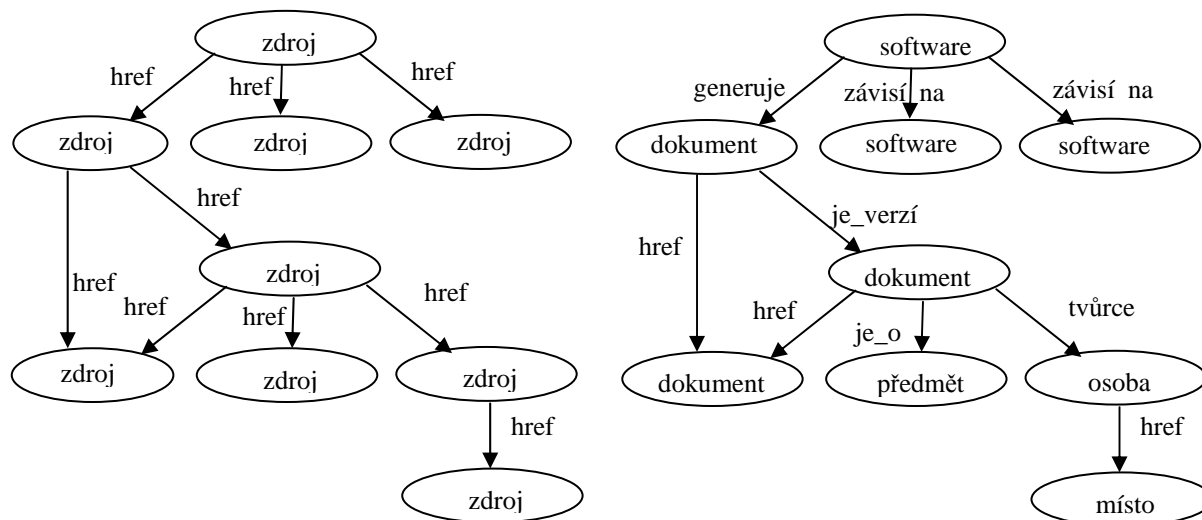 zdroj
href
href
href
zdroj
zdroj
zdroj
href
zdroj
href
href
href
href
zdroj
zdroj
zdroj
href
zdroj
software
generuje
závisí na
závisí na
dokument
software
software
je_verzí
href
dokument
href
je_o
tvůrce
dokument
předmět
osoba
href
místo